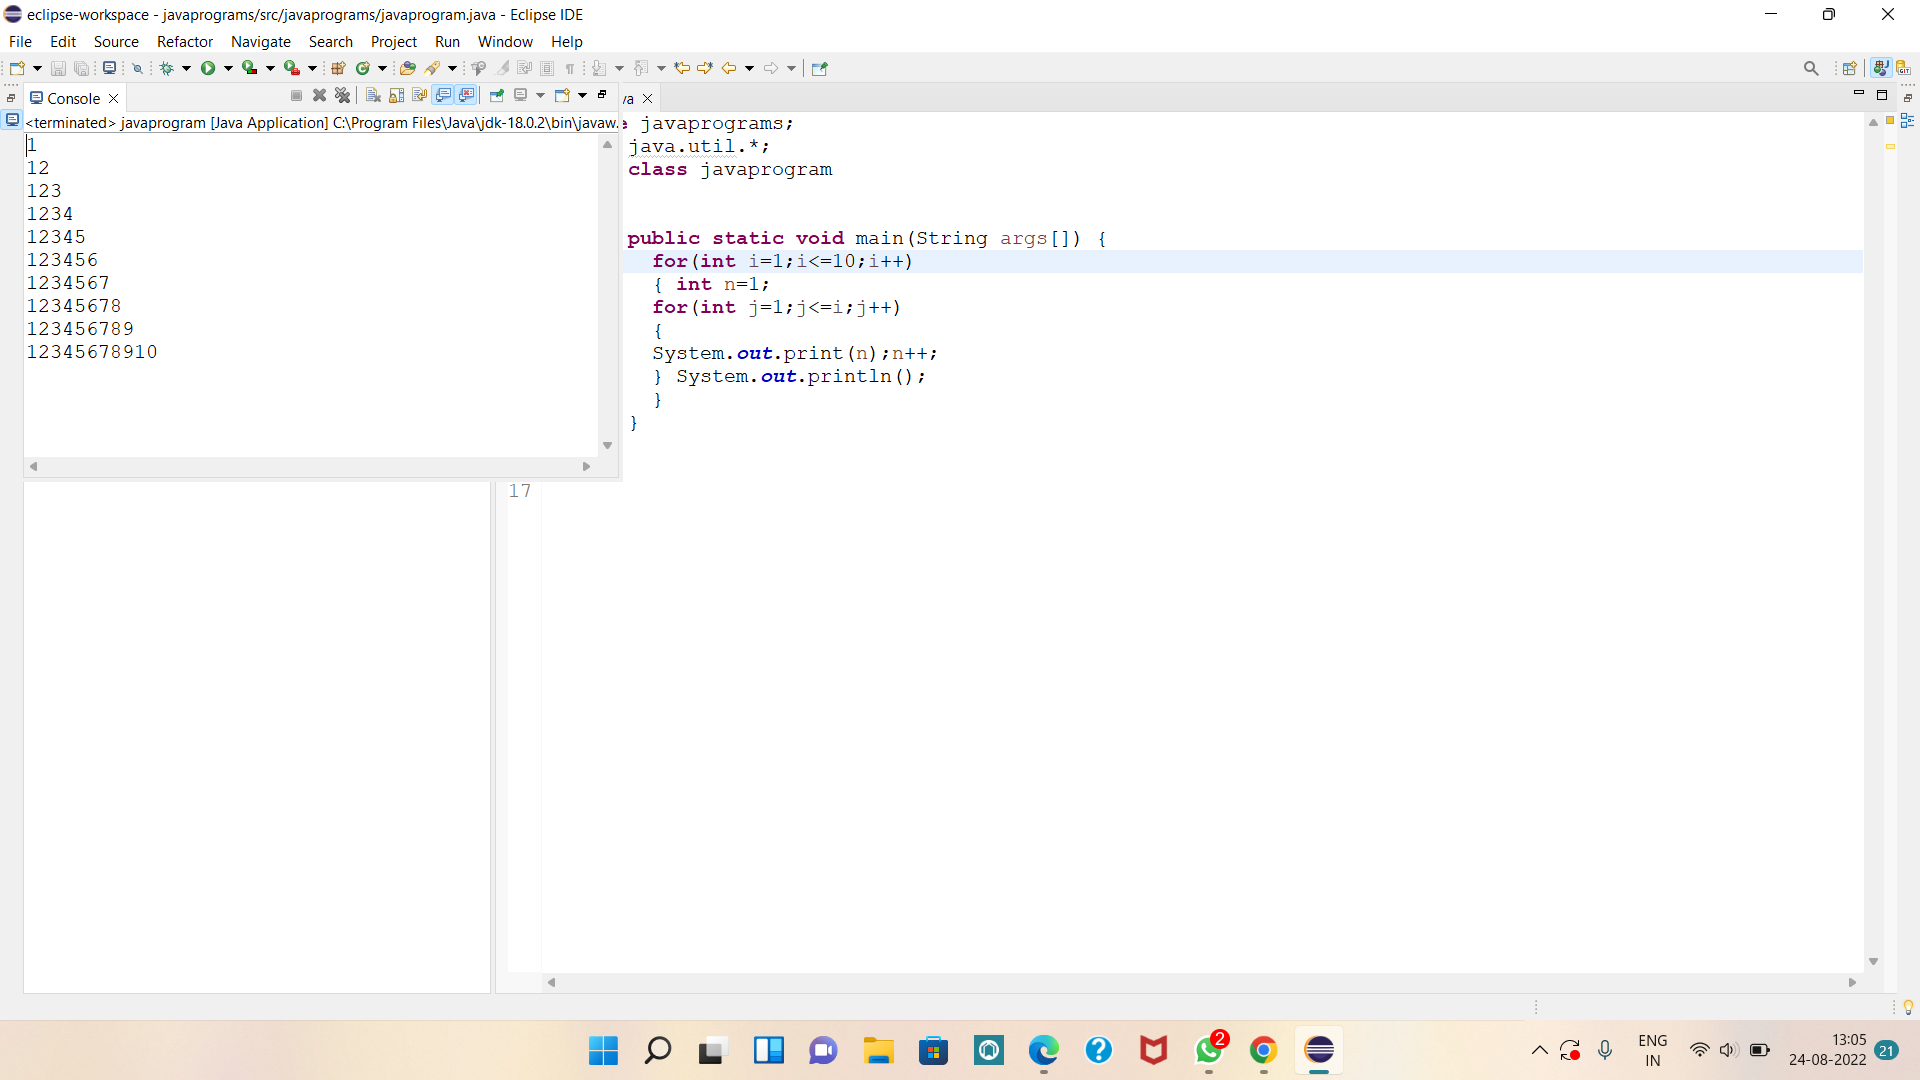 eclipse-workspace - javaprograms/src/javaprograms/javaprogram.java - Eclipse IDE
File Edit Source Refactor Navigate Search Project Run Window Help
Console
<terminated> javaprogram [Java Application] C:\Program Files\Java\jdk-18.0.2\bin\javaw.
1
12
123
1234
12345
123456
1234567
12345678
123456789
12345678910
va
e javaprograms;
java.util.*;
class javaprogram
public static void main(String args[]) {
for(int i=1;i<=10;i++)
{ int n=1;
for(int j=1;j<=i;j++)
{
System.out.print(n);n++;
} System.out.println();
}
}
17
2
ENG
IN
13:05
24-08-2022
21